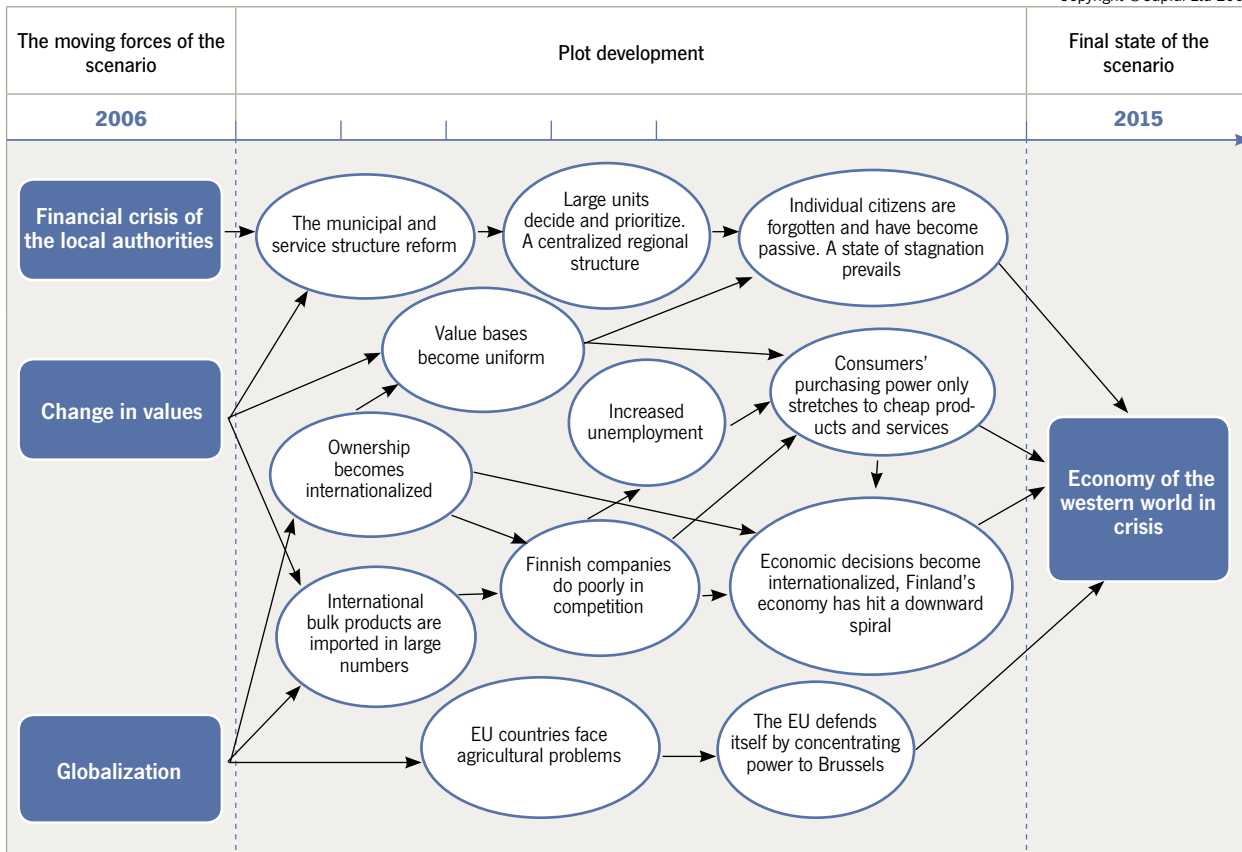 The moving forces of the
scenario
Plot development
Final state of the
scenario
2006
2015
Financial crisis of
the local authorities
The municipal and
service structure reform
Large units
decide and prioritize.
A centralized regional
structure
Individual citizens are
forgotten and have become
passive. A state of stagnation
prevails
Change in values
Value bases
become uniform
Increased
unemployment
Consumers'
purchasing power only
stretches to cheap prod-
ucts and services
Ownership
becomes
internationalized
Economy of the
western world in
crisis
Finnish companies
do poorly in
competition
Economic decisions become
internationalized, Finland's
economy has hit a downward
spiral
International
bulk products are
imported in large
numbers
Globalization
EU countries face
agricultural problems
The EU defends
itself by concentrating
power to Brussels